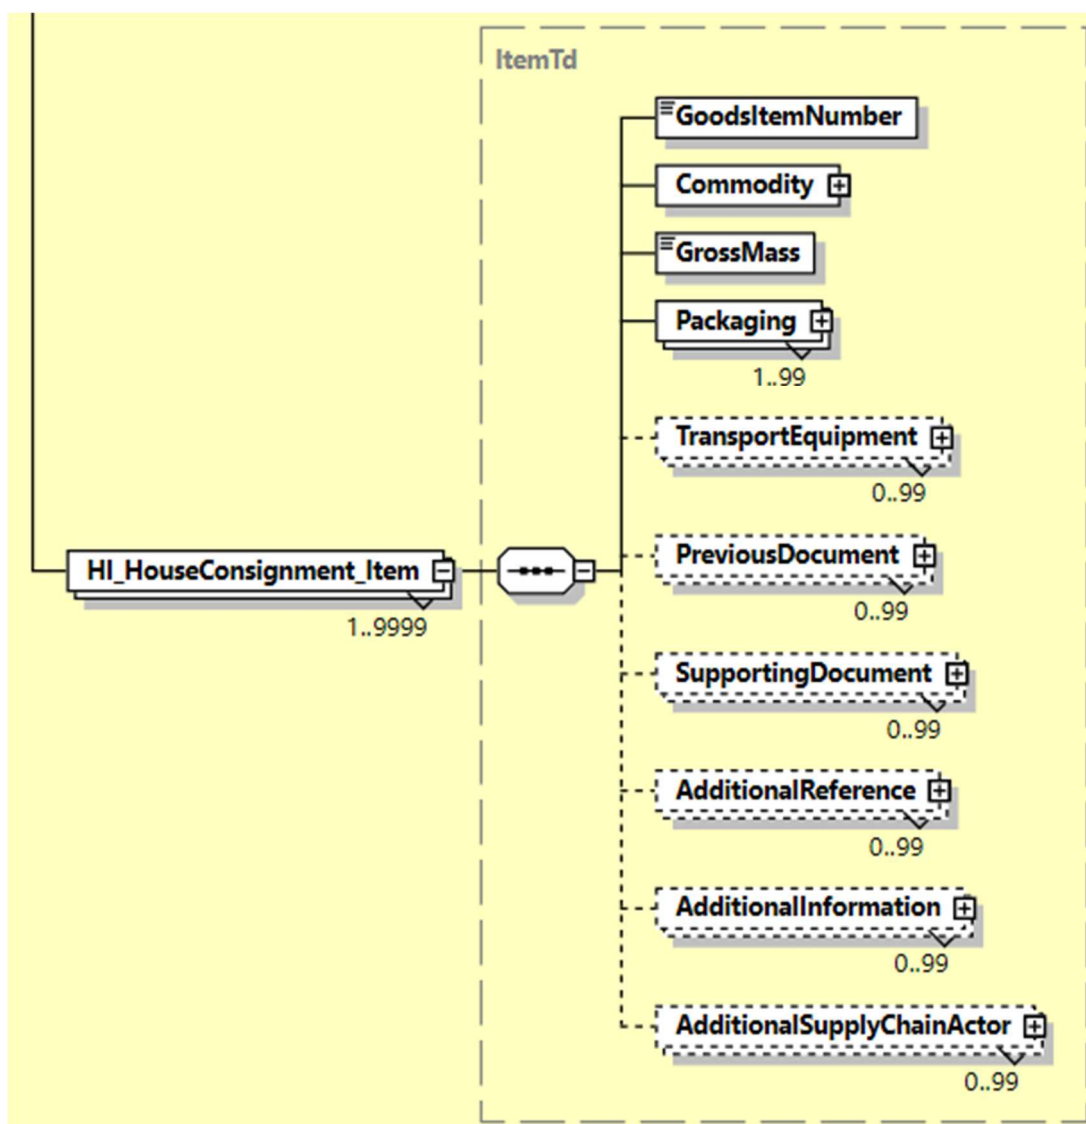 ItemTd
GoodsItemNumber
Commodity
GrossMass
Packaging
1..99
TransportEquipment
0..99
PreviousDocument
0..99
HI_HouseConsignment_Item
1..9999
SupportingDocument
0..99
AdditionalReference
0..99
AdditionalInformation
0..99
AdditionalSupplyChainActor
0..99